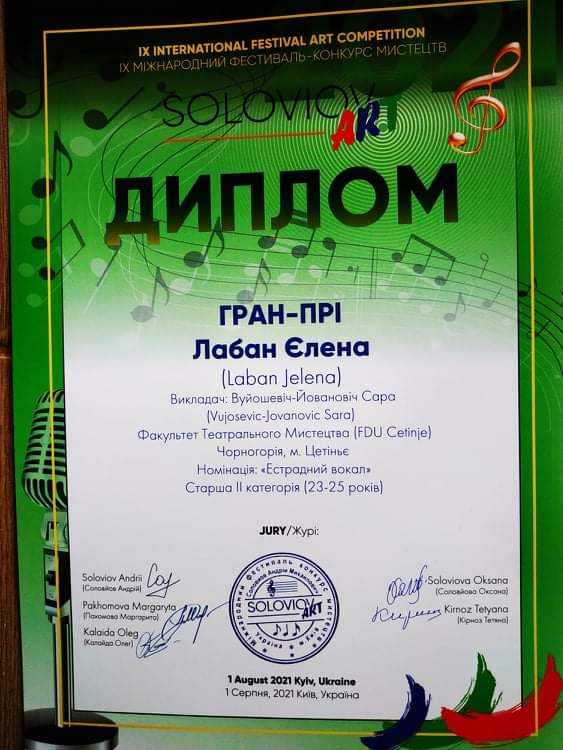 IX INTERNATIONAL FESTIVAL ART COMPETITION
IX МІЖНАРОДНИЙ ФЕСТИВАЛЬ-КОНКУРС МИСТЕЦТВ
SOLOVIOV
ART
ДИПЛОМ
ГРАН-ПРІ
Лабан Єлена
(Laban Jelena)
Викладач: Вуйошевіч-Йовановіч Сара
(Vujosevic-Jovanovic Sara)
Факультет Театрального Мистецтва (FDU Cetinje)
Чорногорія, м. Цетіньє
Номінація: «Естрадний вокал»
Старша II категорія (23-25 років)
JURY/Журі:
Soloviov Andrii
(Соловйов Андрій)
Pakhomova Margaryta
(Пахомова Маргарита)
Kalaida Oleg
(Калайда Олег)
SOLOVIOV
ART
Україна
Soloviova Oksana
(Соловйова Оксана)
Kirnoz Tetyana
(Кірноз Тетяна)
1 August 2021 Kyiv, Ukraine
1 Серпня, 2021 Київ, Україна